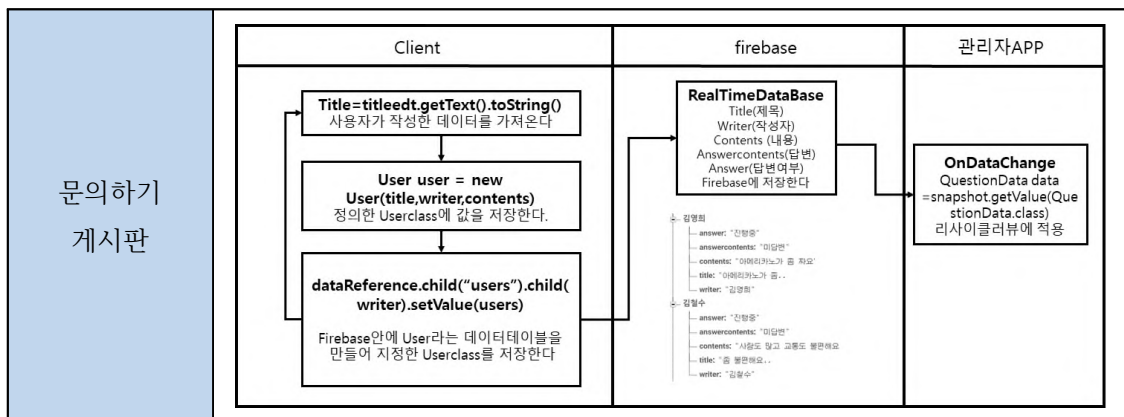 문의하기
게시판
Client
firebase
관리자APP
Title=titleedt.getText().toString()
사용자가 작성한 데이터를 가져온다
User user = new
User(title,writer,contents)
정의한 Userclass에 값을 저장한다.
dataReference.child(“users”).child(
writer).setValue(users)
Firebase안에 User라는 데이터테이블을
만들어 지정한 Userclass를 저장한다
RealTimeDataBase
Title(제목)
Writer(작성자)
Contents (내용)
Answercontents(답변)
Answer(답변여부)
Firebase에 저장한다
김영희
answer: "진행중"
answercontents: "미답변"
contents: "아메리카노가 좀 짜요'
title: "아메리카노가 좀..
writer: "김영희"
김철수
answer: "진행중"
answercontents: "미답변"
contents: "사람도 많고 교통도 불편해요
title: "좀 불편해요..
writer: "김철수"
OnDataChange
QuestionData data
=snapshot.getValue(Que
stionData.class)
리사이클러뷰에 적용